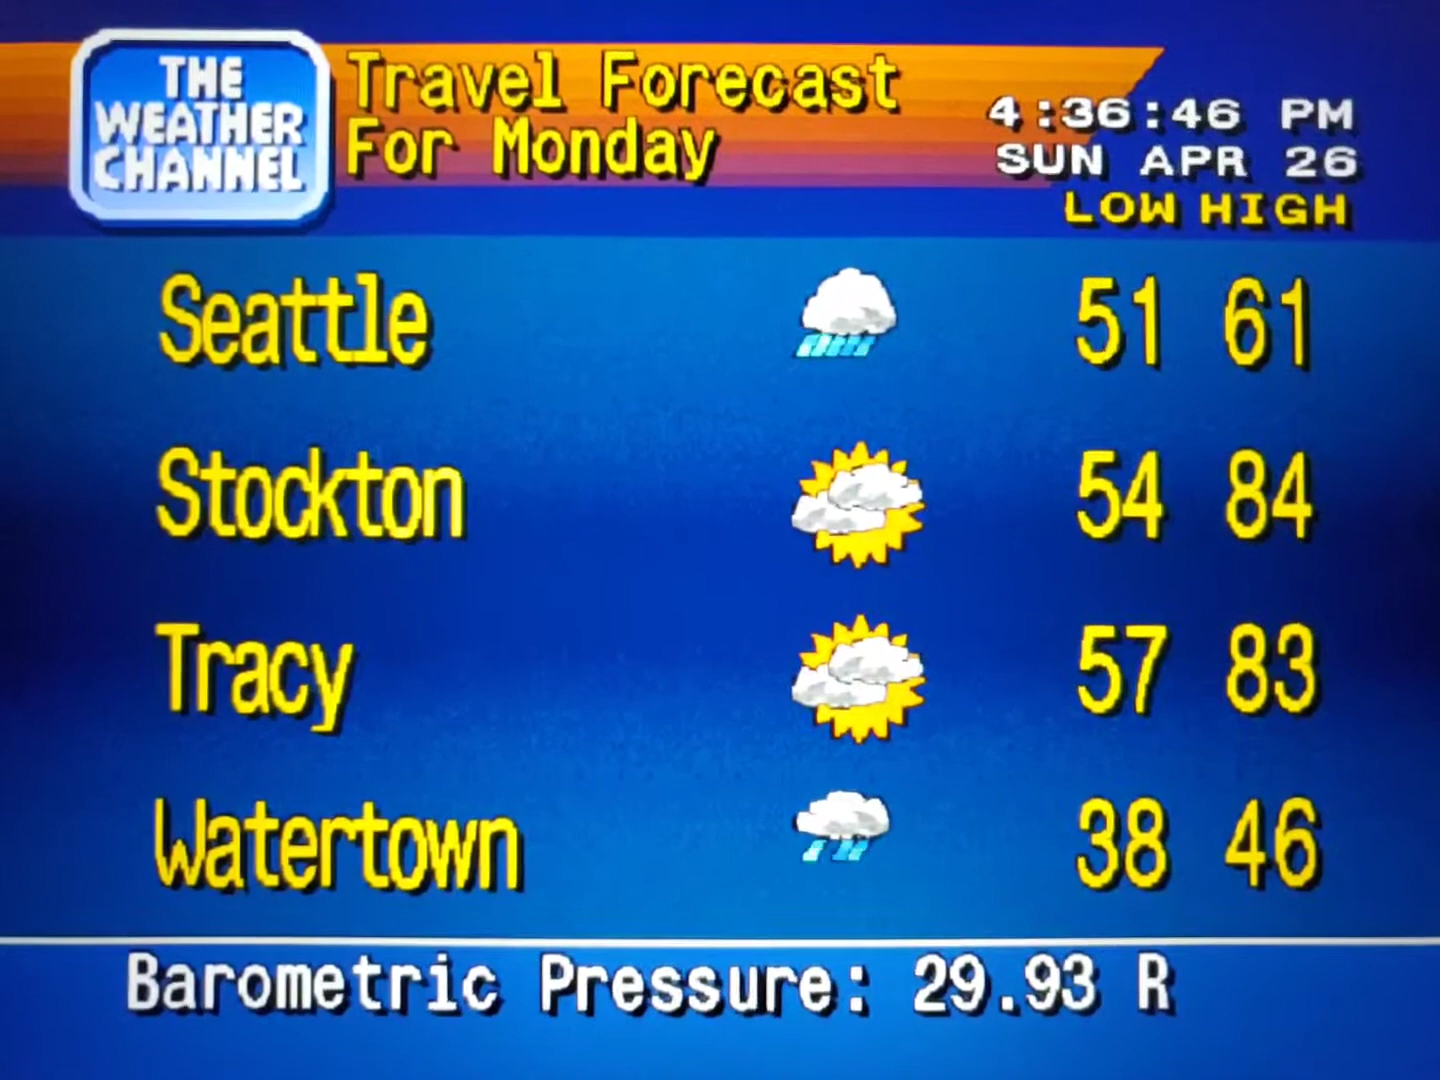 THE
WEATHER
CHANNEL
Travel Forecast
For Monday
4:36:46 PM
SUN APR 26
LOW HIGH
Seattle 51 61
Stockton 54 84
Tracy 57 83
Watertown 38 46
Barometric Pressure: 29.93 R